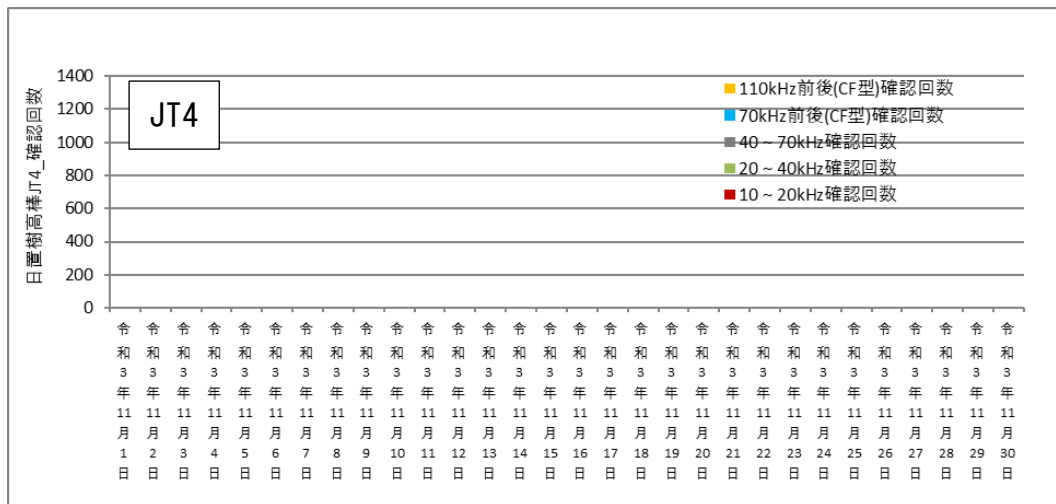 日置樹高棒JT4_確認回数
1400
1200
1000
800
600
400
200
0
JT4
110kHz前後(CF型)確認回数
70kHz前後(CF型)確認回数
40～70kHz確認回数
20～40kHz確認回数
10～20kHz確認回数
令和3年11月1日
令和3年11月2日
令和3年11月3日
令和3年11月4日
令和3年11月5日
令和3年11月6日
令和3年11月7日
令和3年11月8日
令和3年11月9日
令和3年11月10日
令和3年11月11日
令和3年11月12日
令和3年11月13日
令和3年11月14日
令和3年11月15日
令和3年11月16日
令和3年11月17日
令和3年11月18日
令和3年11月19日
令和3年11月20日
令和3年11月21日
令和3年11月22日
令和3年11月23日
令和3年11月24日
令和3年11月25日
令和3年11月26日
令和3年11月27日
令和3年11月28日
令和3年11月29日
令和3年11月30日